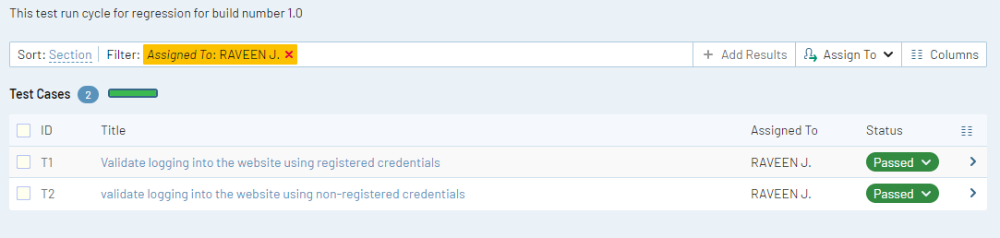 This test run cycle for regression for build number 1.0
Sort: Section Filter: Assigned To: RAVEEN J. × + Add Results Assign To Columns
Test Cases 2
ID Title Assigned To Status
T1 Validate logging into the website using registered credentials RAVEEN J. Passed
T2 validate logging into the website using non-registered credentials RAVEEN J. Passed